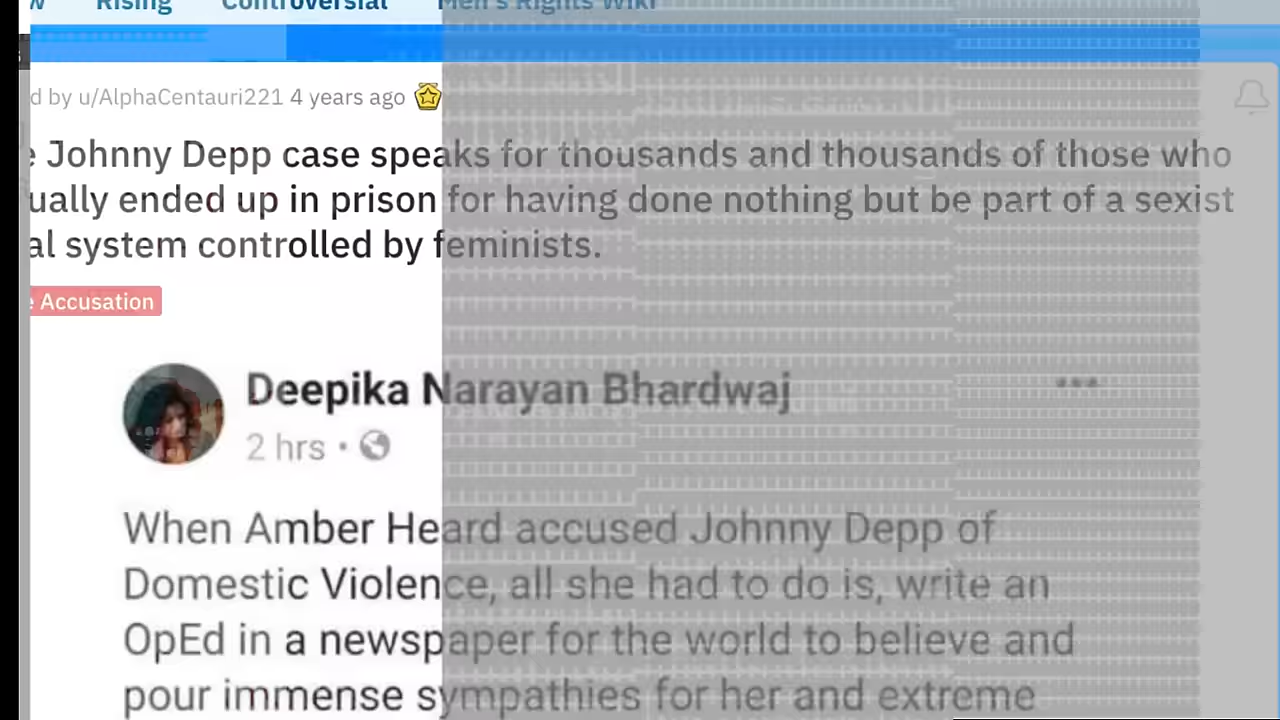 w Rising Controversial Men's Rights Wiki
d by u/AlphaCentauri221 4 years ago
e Johnny Depp case speaks for thousands and thousands of those who
ually ended up in prison for having done nothing but be part of a sexist
al system controlled by feminists.
e Accusation
Deepika Narayan Bhardwaj
2 hrs ·
When Amber Heard accused Johnny Depp of
Domestic Violence, all she had to do is, write an
OpEd in a newspaper for the world to believe and
pour immense sympathies for her and extreme